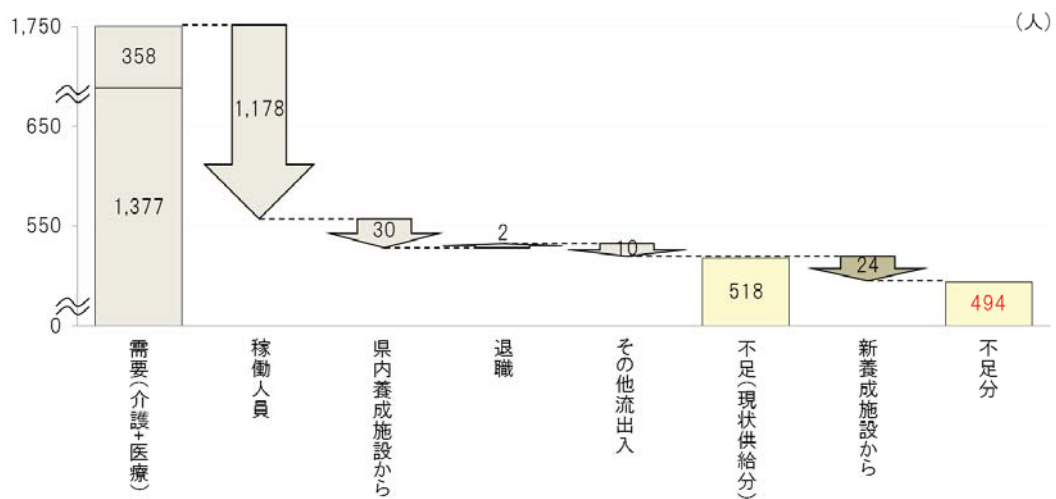 (人)
1,750
650
550
0
358
1,377
1,178
30
2
10
518
24
494
需要(介護+医療)
稼働人員
県内養成施設から
退職
その他流出入
不足(現状供給分)
新養成施設から
不足分